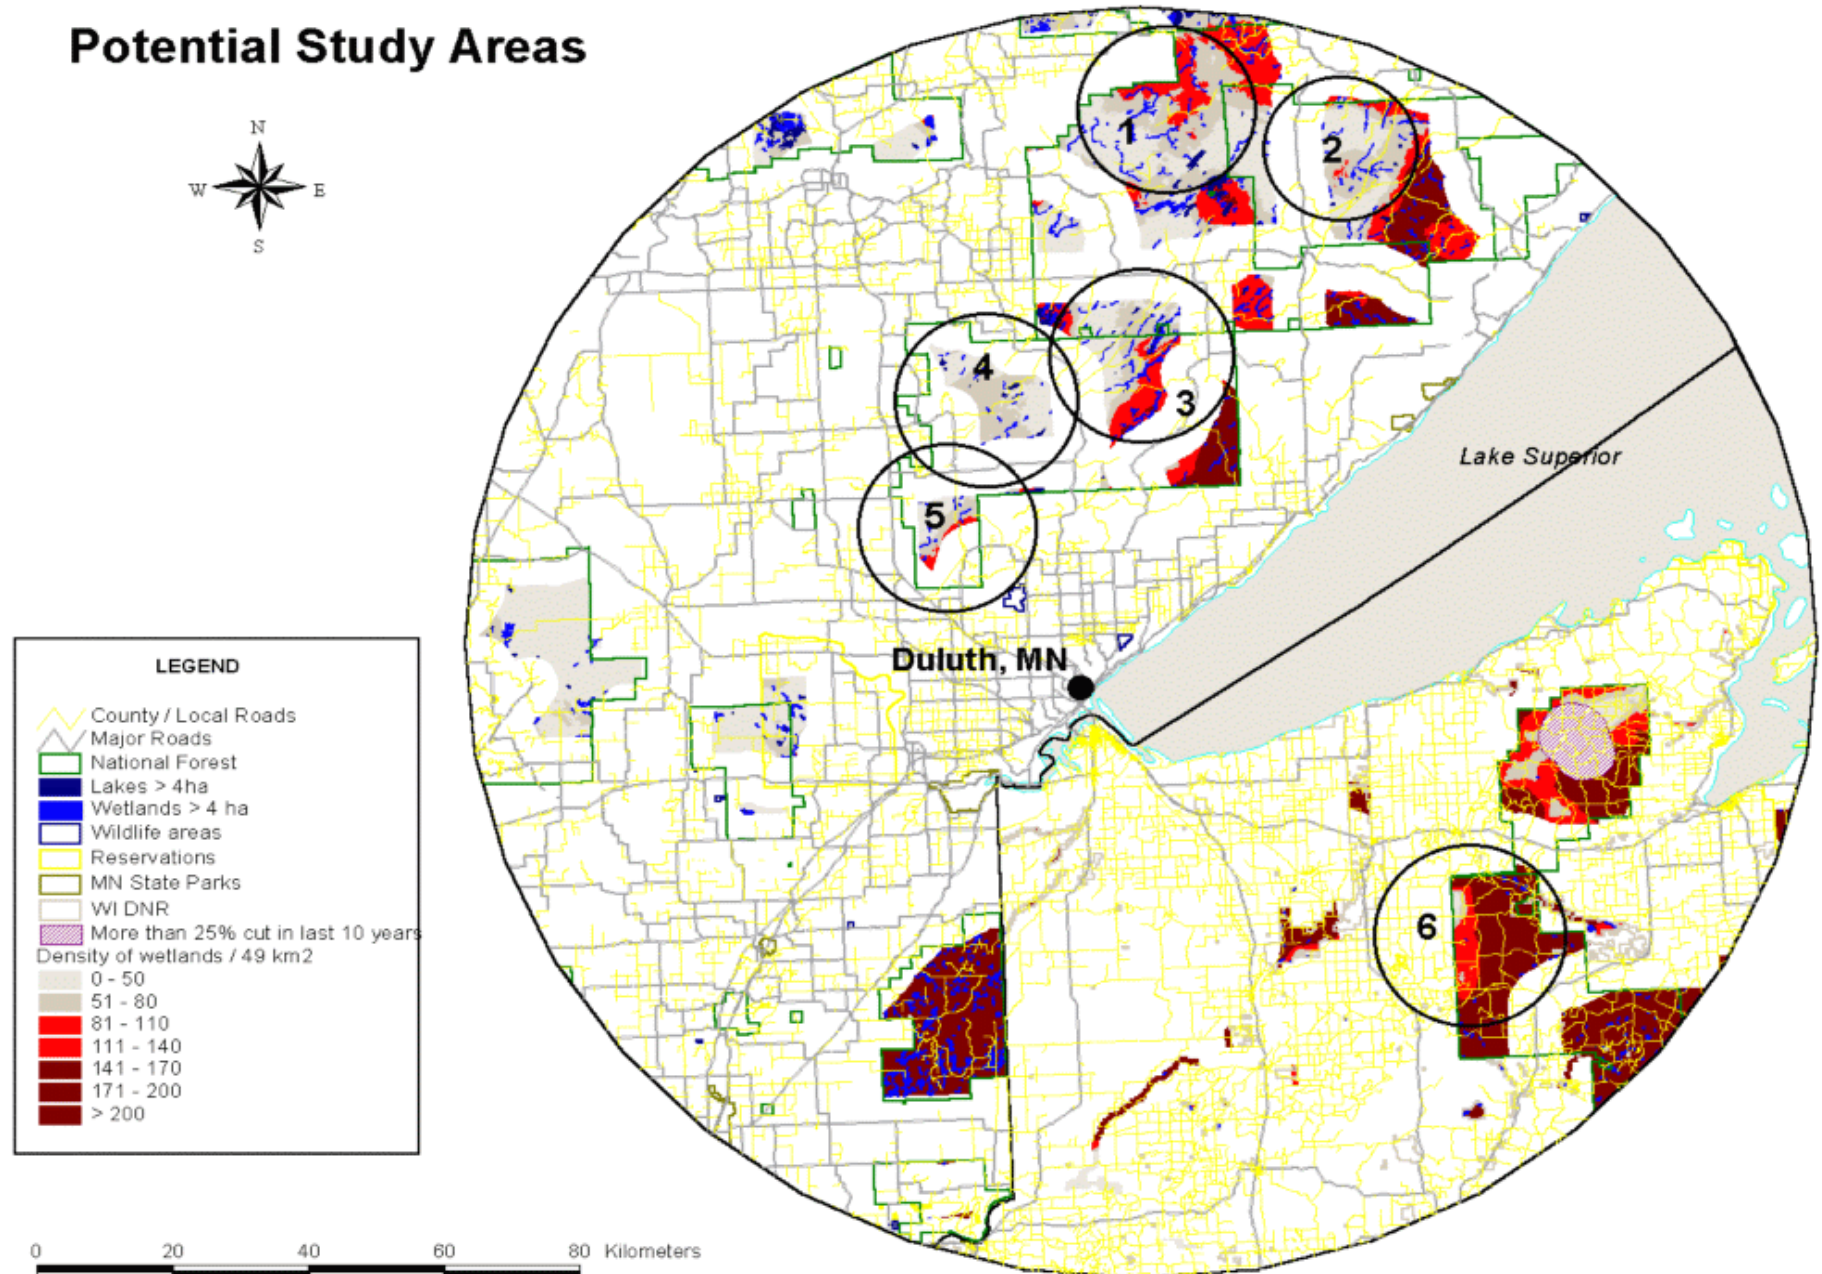 Potential Study Areas
N
W E
S
1
2
3
4
5
6
Lake Superior
Duluth, MN
LEGEND
County / Local Roads
Major Roads
National Forest
Lakes > 4ha
Wetlands > 4 ha
Wildlife areas
Reservations
MN State Parks
WI DNR
More than 25% cut in last 10 years
Density of wetlands / 49 km2
0 - 50
51 - 80
81 - 110
111 - 140
141 - 170
171 - 200
> 200
0 20 40 60 80 Kilometers